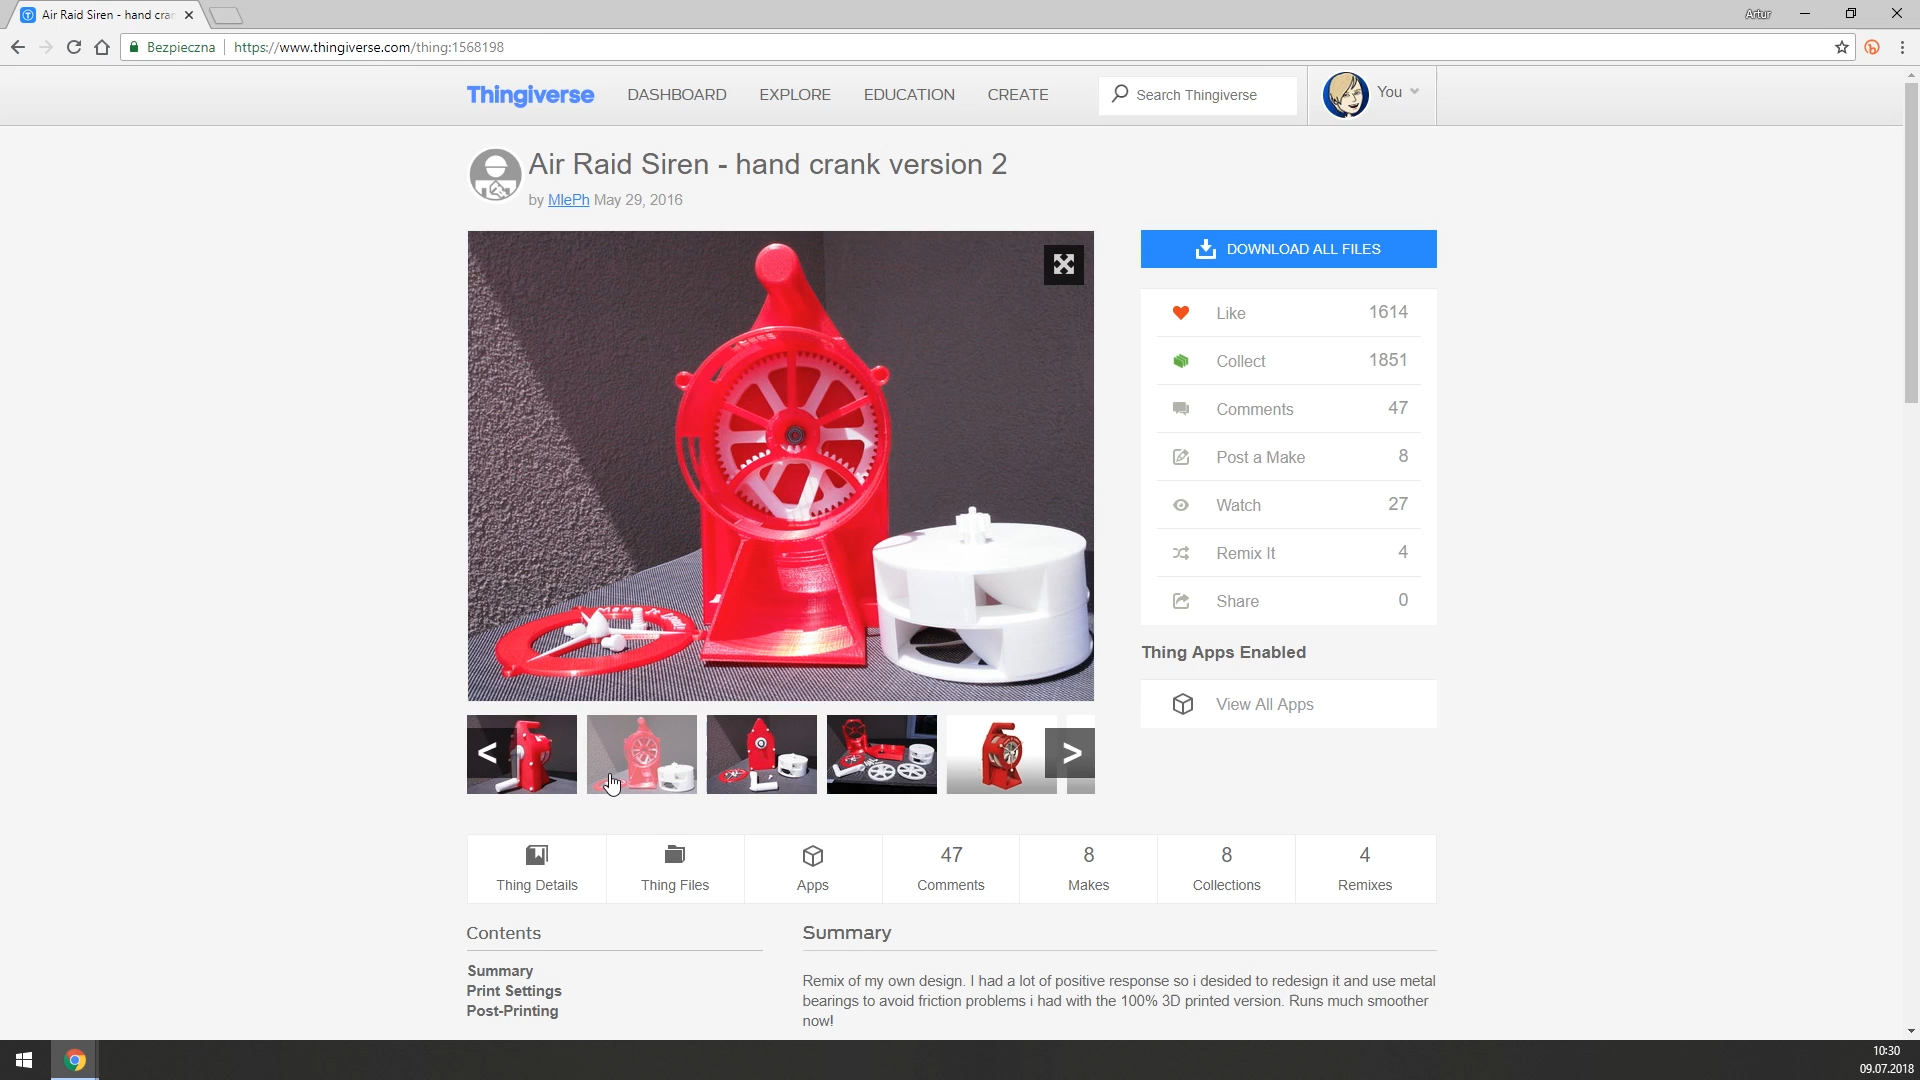 Air Raid Siren - hand cran
Artur
Bezpieczna
https://www.thingiverse.com/thing:1568198
Thingiverse
DASHBOARD
EXPLORE
EDUCATION
CREATE
Search Thingiverse
You
Air Raid Siren - hand crank version 2
by MlePh May 29, 2016
DOWNLOAD ALL FILES
Like 1614
Collect 1851
Comments 47
Post a Make 8
Watch 27
Remix It 4
Share 0
Thing Apps Enabled
View All Apps
< >
Thing Details
Thing Files
Apps
47 Comments
8 Makes
8 Collections
4 Remixes
Contents
Summary
Print Settings
Post-Printing
Summary
Remix of my own design. I had a lot of positive response so i desided to redesign it and use metal
bearings to avoid friction problems i had with the 100% 3D printed version. Runs much smoother
now!
10:30
09.07.2018